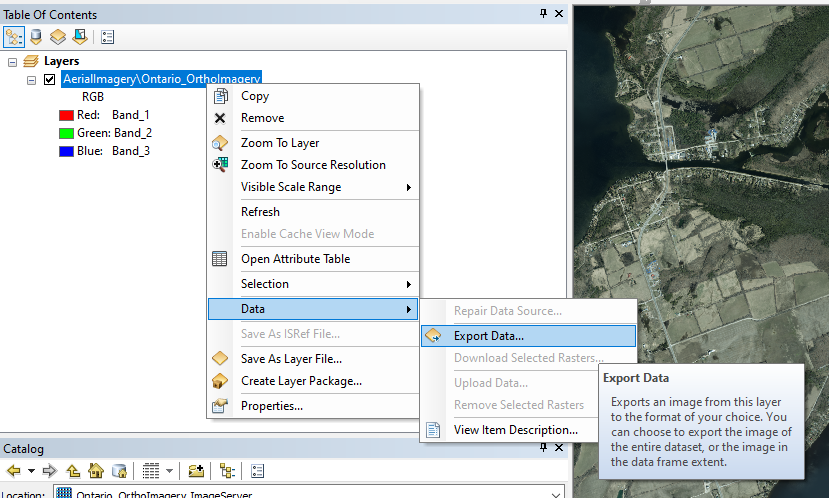 Table Of Contents
Layers
AerialImagery\Ontario_OrthoImagery
RGB
Red: Band_1
Green: Band_2
Blue: Band_3
Copy
Remove
Zoom To Layer
Zoom To Source Resolution
Visible Scale Range
Refresh
Enable Cache View Mode
Open Attribute Table
Selection
Data
Save As ISRef File...
Save As Layer File...
Create Layer Package...
Properties...
Repair Data Source...
Export Data...
Download Selected Rasters...
Upload Data...
Remove Selected Rasters
View Item Description...
Export Data
Exports an image from this layer
to the format of your choice. You
can choose to export the image of
the entire dataset, or the image in
the data frame extent.
Catalog
Location: Ontario_OrthoImagery.ImageServer